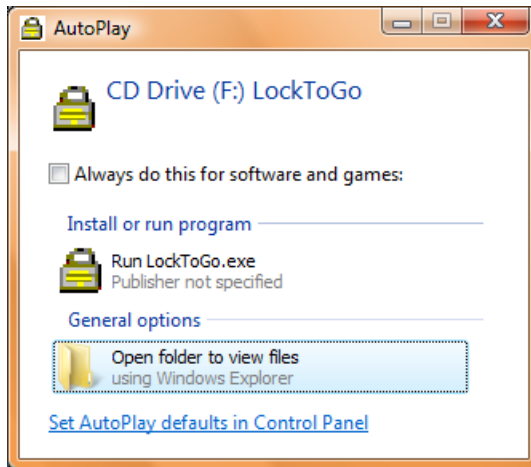 AutoPlay
CD Drive (F:) LockToGo
Always do this for software and games:
Install or run program
Run LockToGo.exe
Publisher not specified
General options
Open folder to view files
using Windows Explorer
Set AutoPlay defaults in Control Panel